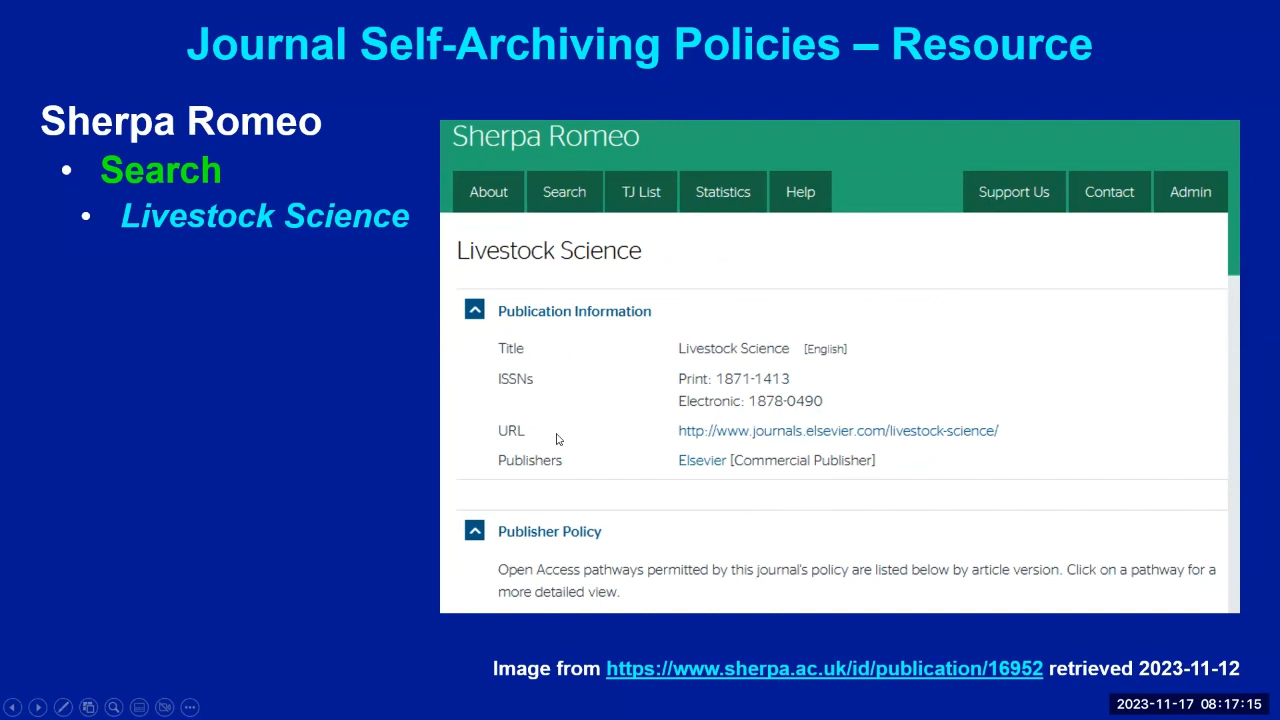 Journal Self-Archiving Policies – Resource
Sherpa Romeo
• Search
• Livestock Science
Sherpa Romeo
About Search TJ List Statistics Help Support Us Contact Admin
Livestock Science
Publication Information
Title Livestock Science [English]
ISSNs Print: 1871-1413
Electronic: 1878-0490
URL http://www.journals.elsevier.com/livestock-science/
Publishers Elsevier [Commercial Publisher]
Publisher Policy
Open Access pathways permitted by this journal's policy are listed below by article version. Click on a pathway for a
more detailed view.
Image from https://www.sherpa.ac.uk/id/publication/16952 retrieved 2023-11-12
2023-11-17 08:17:15